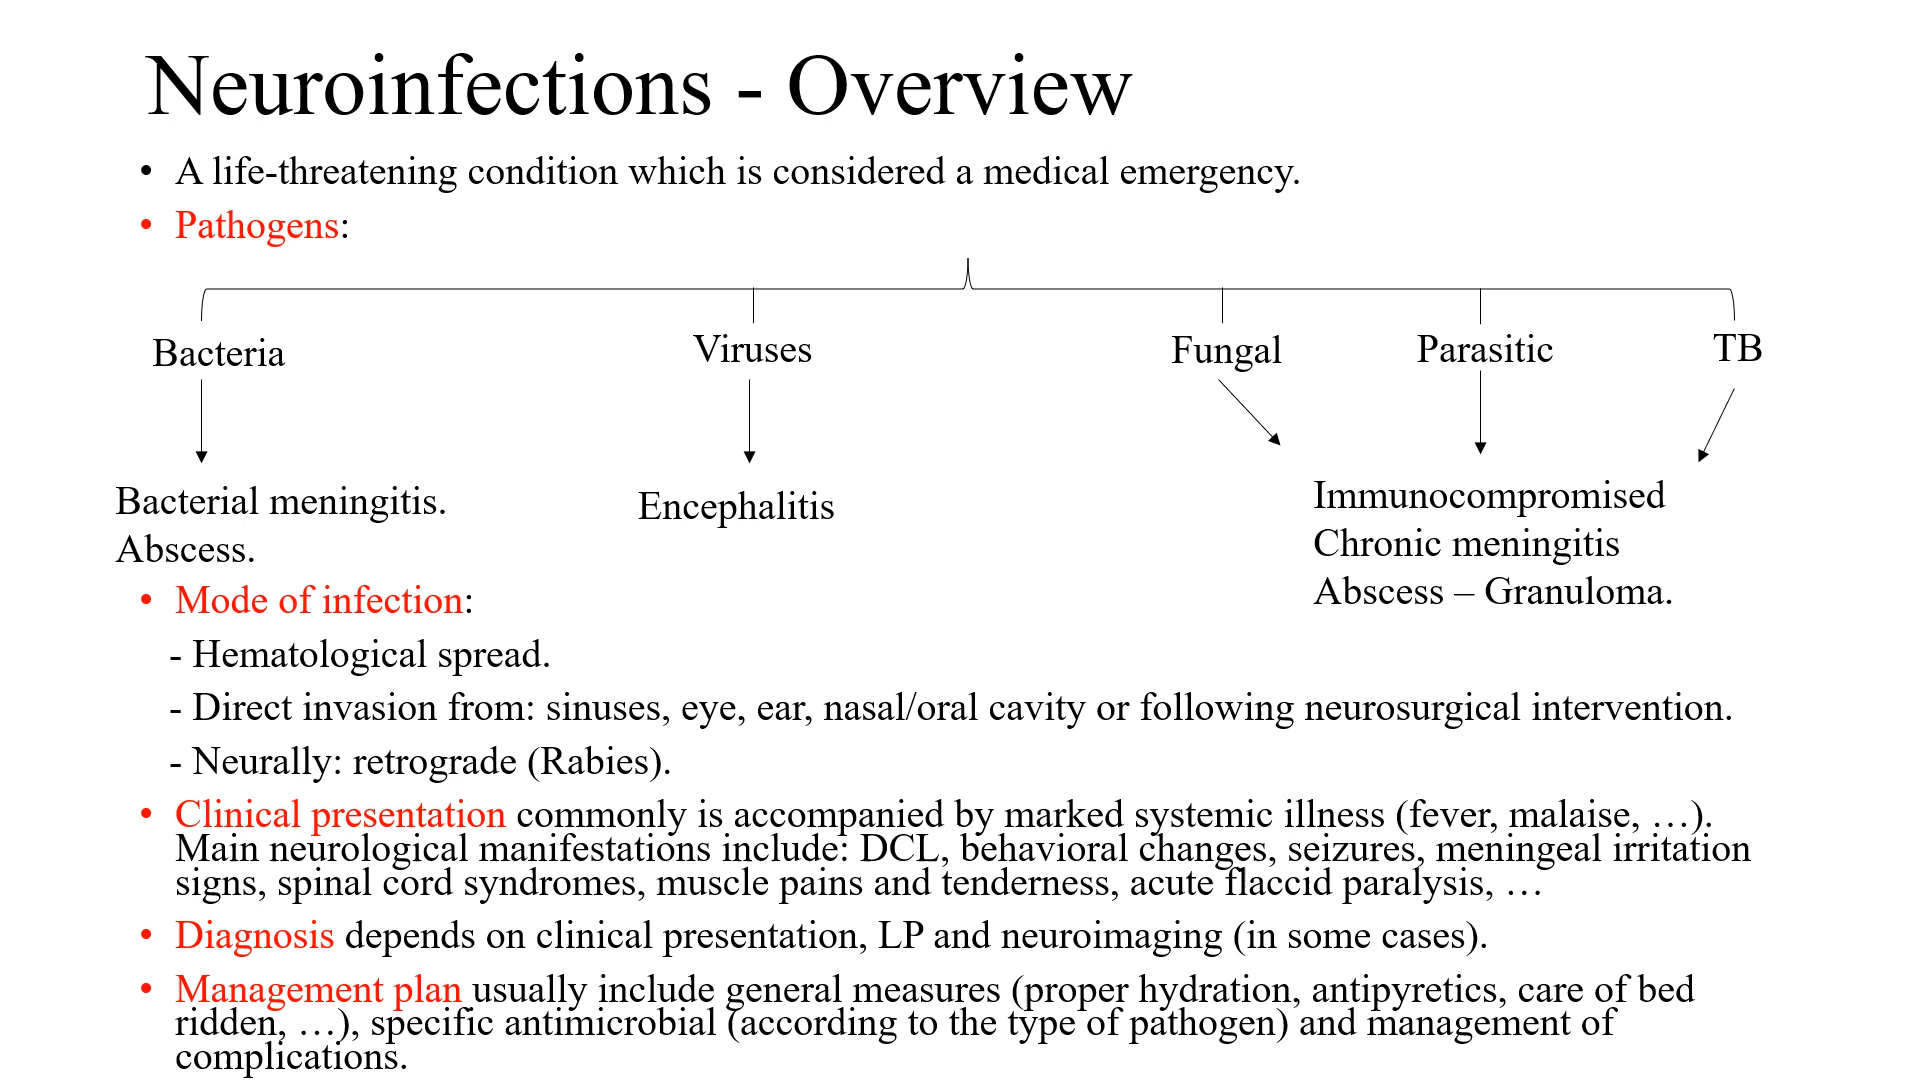 Neuroinfections - Overview
• A life-threatening condition which is considered a medical emergency.
• Pathogens:
Bacteria
Viruses
Fungal
Parasitic
TB
Bacterial meningitis.
Abscess.
Encephalitis
Immunocompromised
Chronic meningitis
Abscess – Granuloma.
• Mode of infection:
- Hematological spread.
- Direct invasion from: sinuses, eye, ear, nasal/oral cavity or following neurosurgical intervention.
- Neurally: retrograde (Rabies).
• Clinical presentation commonly is accompanied by marked systemic illness (fever, malaise, …).
Main neurological manifestations include: DCL, behavioral changes, seizures, meningeal irritation
signs, spinal cord syndromes, muscle pains and tenderness, acute flaccid paralysis, …
• Diagnosis depends on clinical presentation, LP and neuroimaging (in some cases).
• Management plan usually include general measures (proper hydration, antipyretics, care of bed
ridden, …), specific antimicrobial (according to the type of pathogen) and management of
complications.